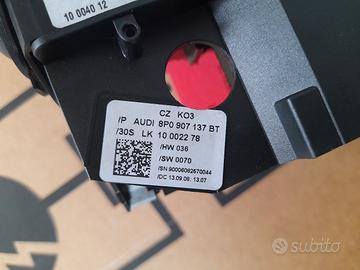 10 0040 12
CZ KO3
/P AUDI 8P0 907 137 BT
/30S LK 10 0022 78
/HW 036
/SW 0070
/SN 90006082670044
/DC 13.09.09. 13.07
subito